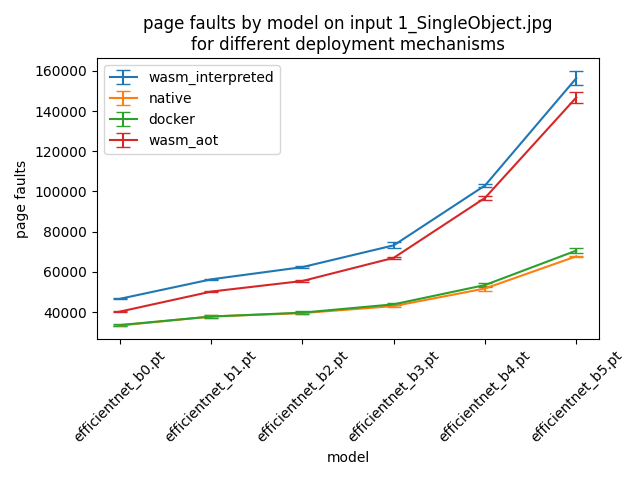 page faults by model on input 1_SingleObject.jpg
for different deployment mechanisms
wasm_interpreted
native
docker
wasm_aot
page faults
160000
140000
120000
100000
80000
60000
40000
efficientnet_b0.pt
efficientnet_b1.pt
efficientnet_b2.pt
efficientnet_b3.pt
efficientnet_b4.pt
efficientnet_b5.pt
model